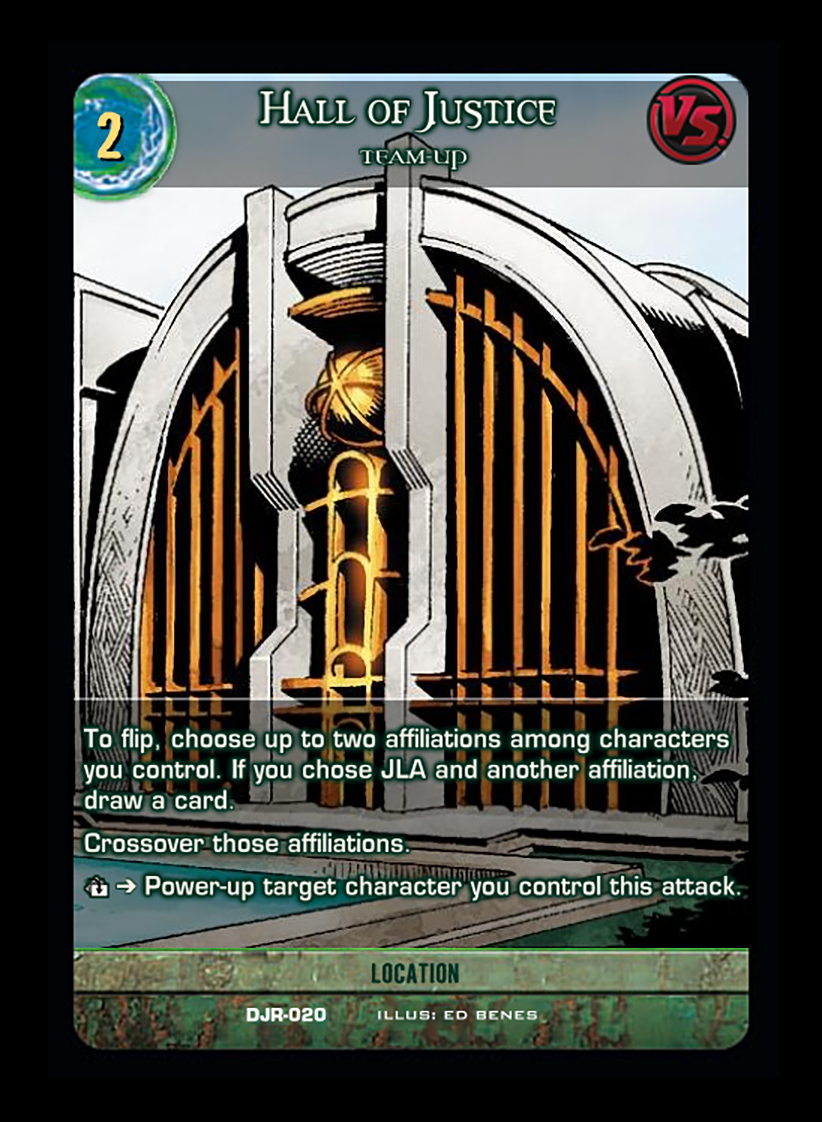 2
HALL OF JUSTICE
VS.
TEAM-UP
To flip, choose up to two affiliations among characters
you control. If you chose JLA and another affiliation,
draw a card.
Crossover those affiliations.
→ Power-up target character you control this attack.
LOCATION
DJR-020 ILLUS: ED BENES